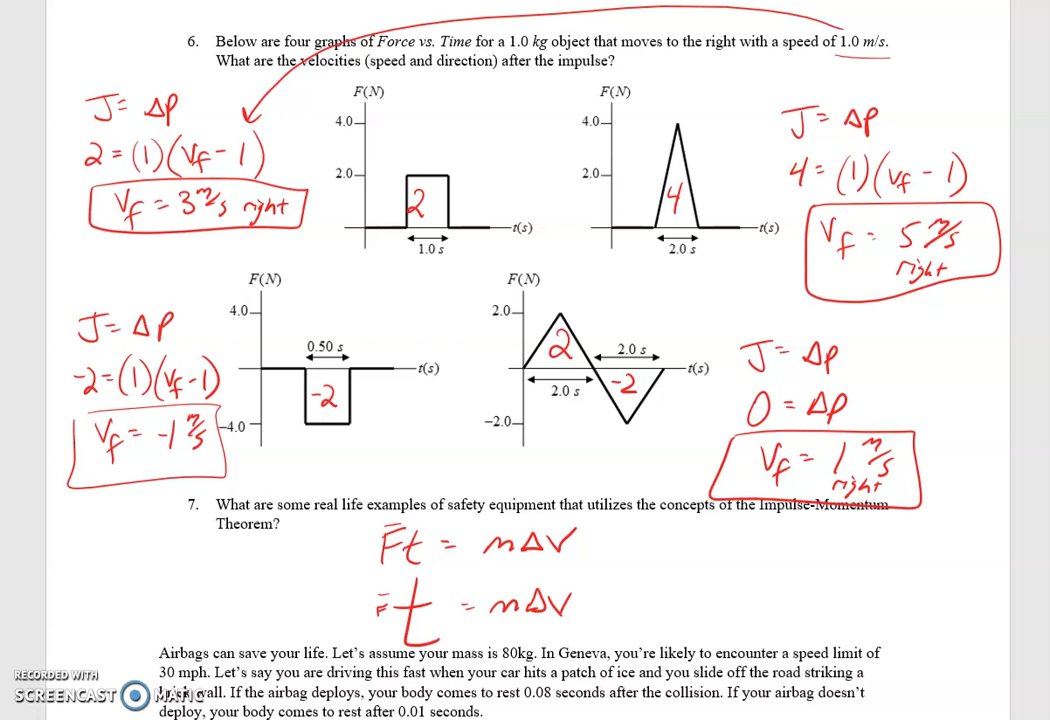 6. Below are four graphs of Force vs. Time for a 1.0 kg object that moves to the right with a speed of 1.0 m/s.
What are the velocities (speed and direction) after the impulse?
J = Δp
2 = (1)(Vf - 1)
Vf = 3 m/s right
F(N)
4.0
2.0
2
t(s)
1.0 s
F(N)
4.0
2.0
4
t(s)
2.0 s
J = Δp
4 = (1)(Vf - 1)
Vf = 5 m/s
right
J = Δp
-2 = (1)(Vf - 1)
Vf = -1 m/s
F(N)
4.0
0.50 s
t(s)
-2
-4.0
F(N)
2.0
2
2.0 s
t(s)
2.0 s
-2
-2.0
J = Δp
0 = Δp
Vf = 1 m/s
right
7. What are some real life examples of safety equipment that utilizes the concepts of the Impulse-Momentum
Theorem?
Ft = mΔV
Ft = mΔV
Airbags can save your life. Let's assume your mass is 80kg. In Geneva, you're likely to encounter a speed limit of
30 mph. Let's say you are driving this fast when your car hits a patch of ice and you slide off the road striking a
wall. If the airbag deploys, your body comes to rest 0.08 seconds after the collision. If your airbag doesn't
deploy, your body comes to rest after 0.01 seconds.
RECORDED WITH
SCREENCAST MATIC